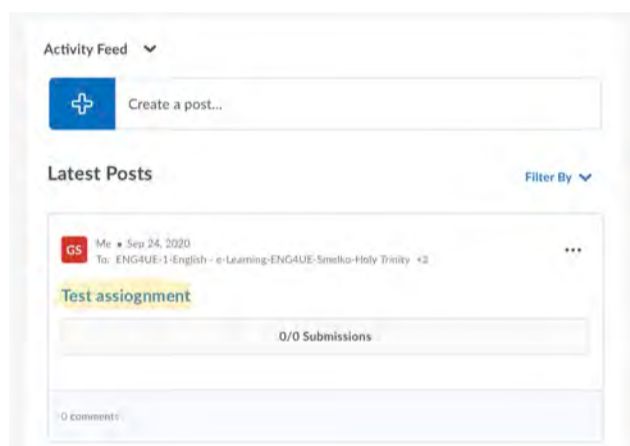 Activity Feed
Create a post...
Latest Posts
Filter By
GS
Me • Sep 24, 2020
To: ENG4UE-1-English - e-Learning-ENG4UE-Smelko-Holy Trinity +2
Test assiognment
0/0 Submissions
0 comments